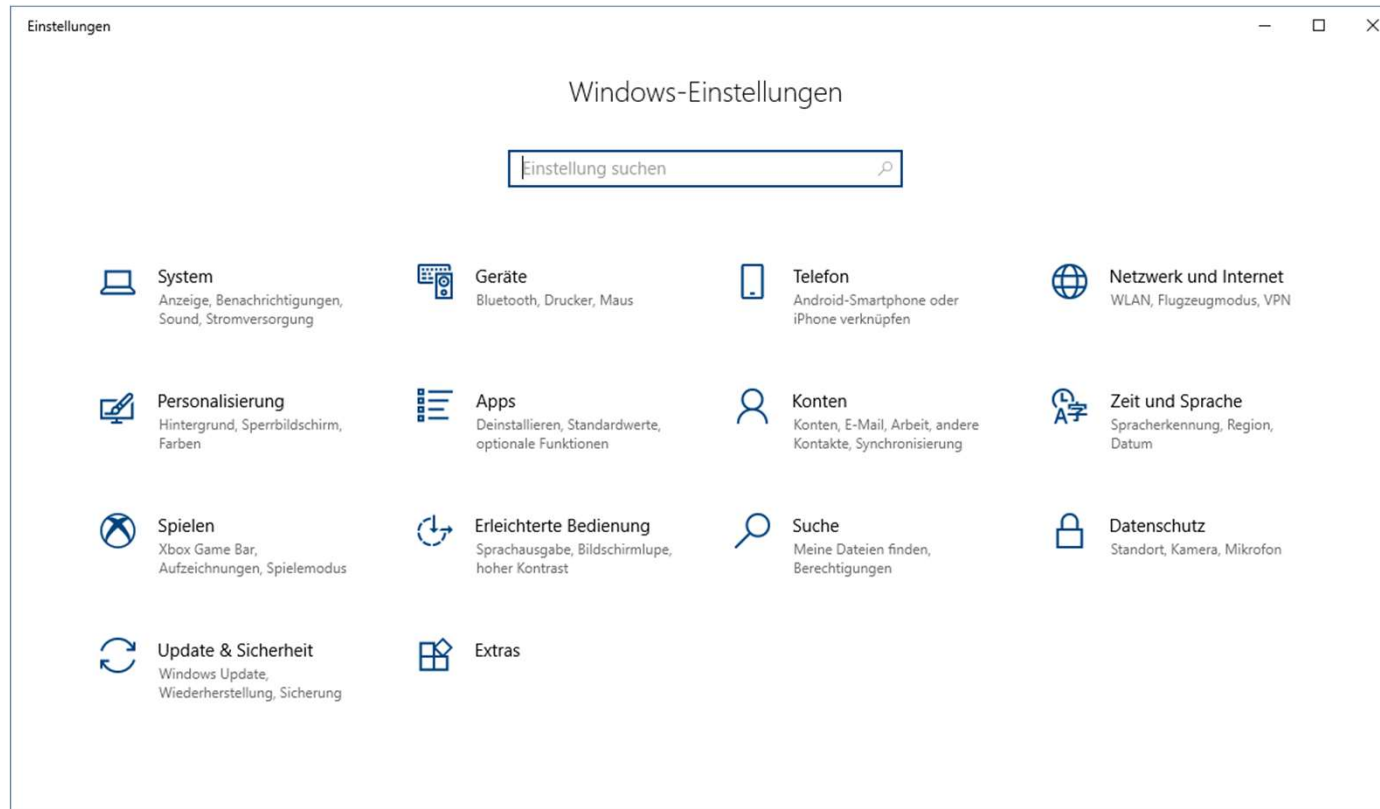 Einstellungen
Windows-Einstellungen
Einstellung suchen
System
Anzeige, Benachrichtigungen,
Sound, Stromversorgung
Geräte
Bluetooth, Drucker, Maus
Telefon
Android-Smartphone oder
iPhone verknüpfen
Netzwerk und Internet
WLAN, Flugzeugmodus, VPN
Personalisierung
Hintergrund, Sperrbildschirm,
Farben
Apps
Deinstallieren, Standardwerte,
optionale Funktionen
Konten
Konten, E-Mail, Arbeit, andere
Kontakte, Synchronisierung
Zeit und Sprache
Spracherkennung, Region,
Datum
Spielen
Xbox Game Bar,
Aufzeichnungen, Spielemodus
Erleichterte Bedienung
Sprachausgabe, Bildschirmlupe,
hoher Kontrast
Suche
Meine Dateien finden,
Berechtigungen
Datenschutz
Standort, Kamera, Mikrofon
Update & Sicherheit
Windows Update,
Wiederherstellung, Sicherung
Extras